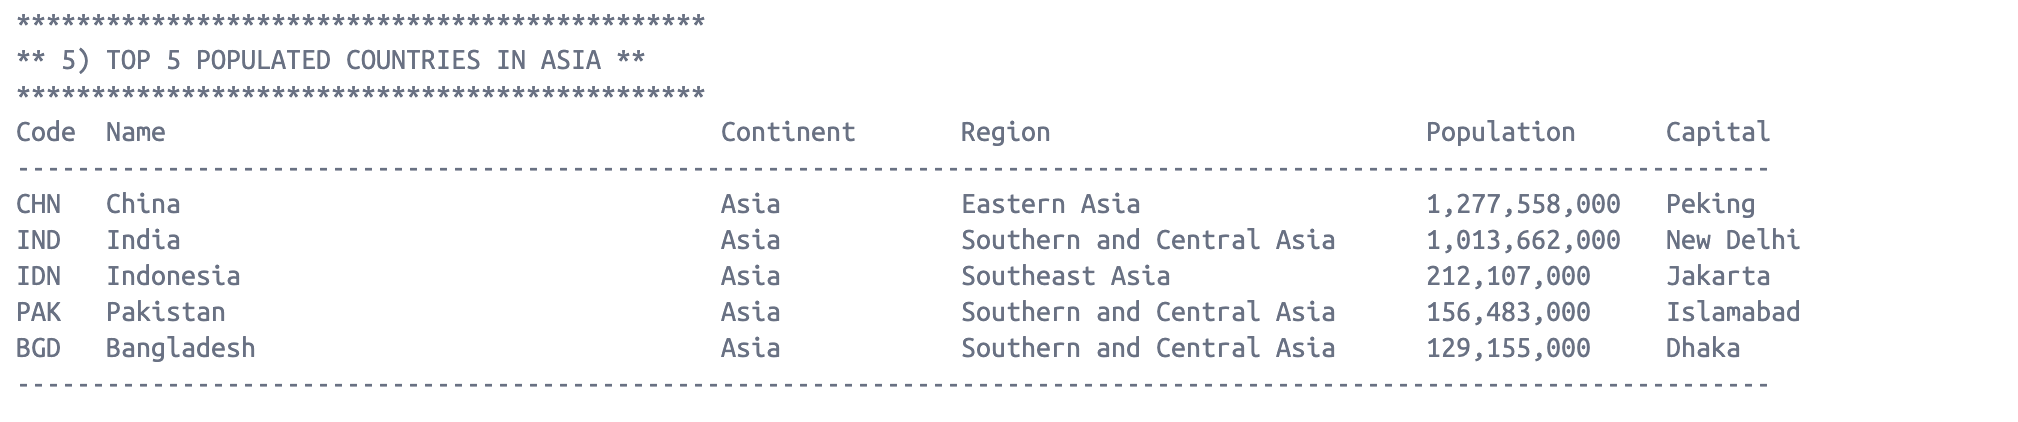 **********************************************
** 5) TOP 5 POPULATED COUNTRIES IN ASIA **
**********************************************
Code  Name                                     Continent       Region                         Population      Capital
---------------------------------------------------------------------------------------------------------------------
CHN   China                                    Asia            Eastern Asia                   1,277,558,000   Peking
IND   India                                    Asia            Southern and Central Asia      1,013,662,000   New Delhi
IDN   Indonesia                                Asia            Southeast Asia                 212,107,000     Jakarta
PAK   Pakistan                                 Asia            Southern and Central Asia      156,483,000     Islamabad
BGD   Bangladesh                               Asia            Southern and Central Asia      129,155,000     Dhaka
---------------------------------------------------------------------------------------------------------------------